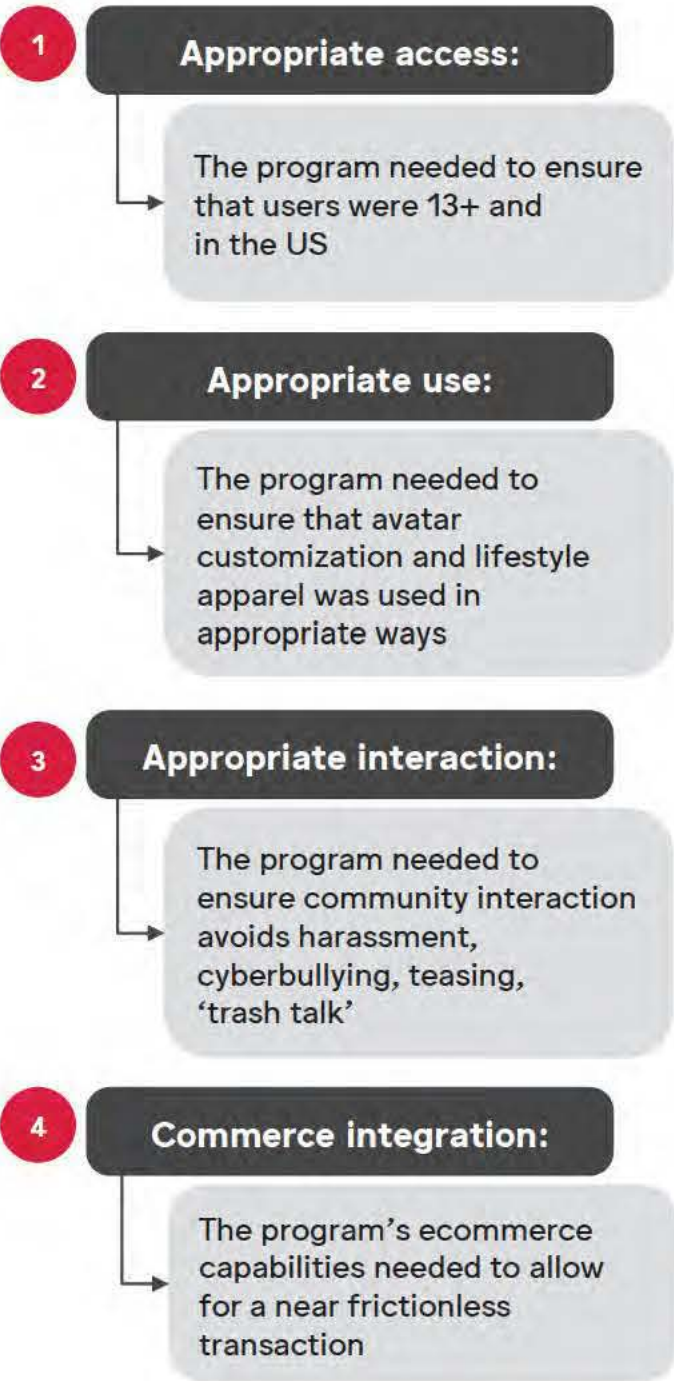 1
Appropriate access:
The program needed to ensure
that users were 13+ and
in the US
2
Appropriate use:
The program needed to
ensure that avatar
customization and lifestyle
apparel was used in
appropriate ways
3
Appropriate interaction:
The program needed to
ensure community interaction
avoids harassment,
cyberbullying, teasing,
‘trash talk’
4
Commerce integration:
The program’s ecommerce
capabilities needed to allow
for a near frictionless
transaction